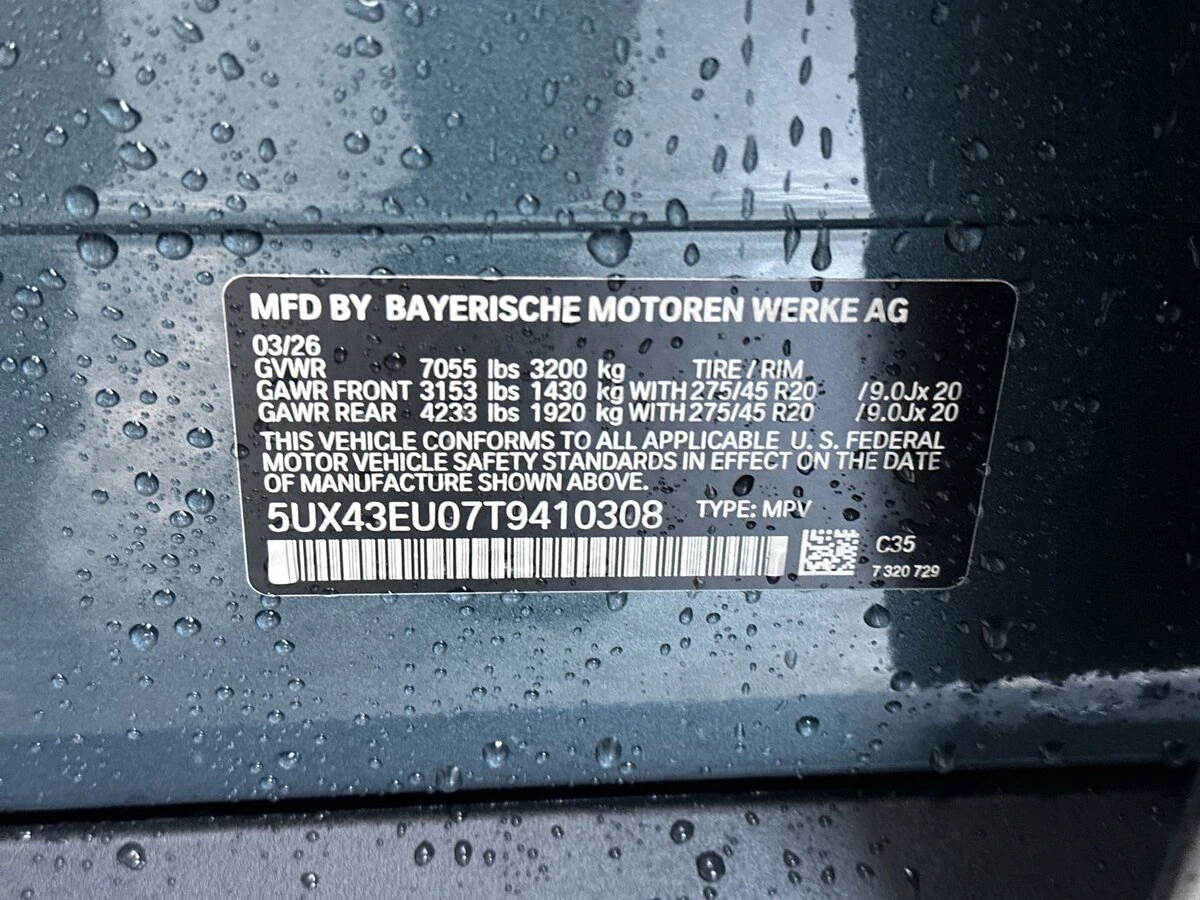 MFD BY BAYERISCHE MOTOREN WERKE AG
03/26
GVWR 7055 lbs 3200 kg TIRE / RIM
GAWR FRONT 3153 lbs 1430 kg WITH 275/45 R20 / 9.0Jx 20
GAWR REAR 4233 lbs 1920 kg WITH 275/45 R20 / 9.0Jx 20
THIS VEHICLE CONFORMS TO ALL APPLICABLE U. S. FEDERAL
MOTOR VEHICLE SAFETY STANDARDS IN EFFECT ON THE DATE
OF MANUFACTURE SHOWN ABOVE.
5UX43EU07T9410308 TYPE: MPV
C35
7 320 729